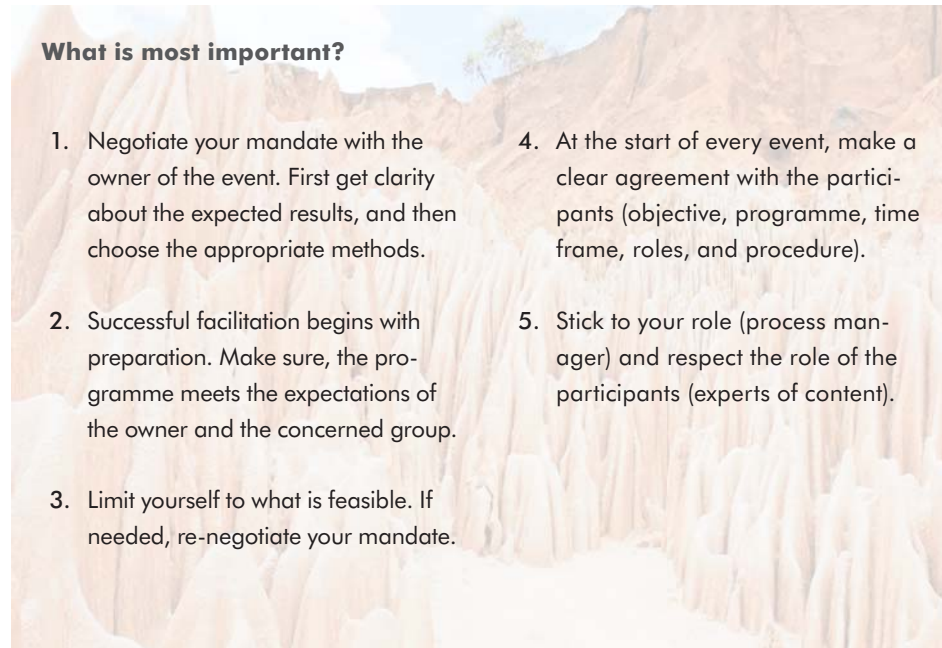 What is most important?
1. Negotiate your mandate with the
owner of the event. First get clarity
about the expected results, and then
choose the appropriate methods.
2. Successful facilitation begins with
preparation. Make sure, the pro-
gramme meets the expectations of
the owner and the concerned group.
3. Limit yourself to what is feasible. If
needed, re-negotiate your mandate.
4. At the start of every event, make a
clear agreement with the partici-
pants (objective, programme, time
frame, roles, and procedure).
5. Stick to your role (process man-
ager) and respect the role of the
participants (experts of content).